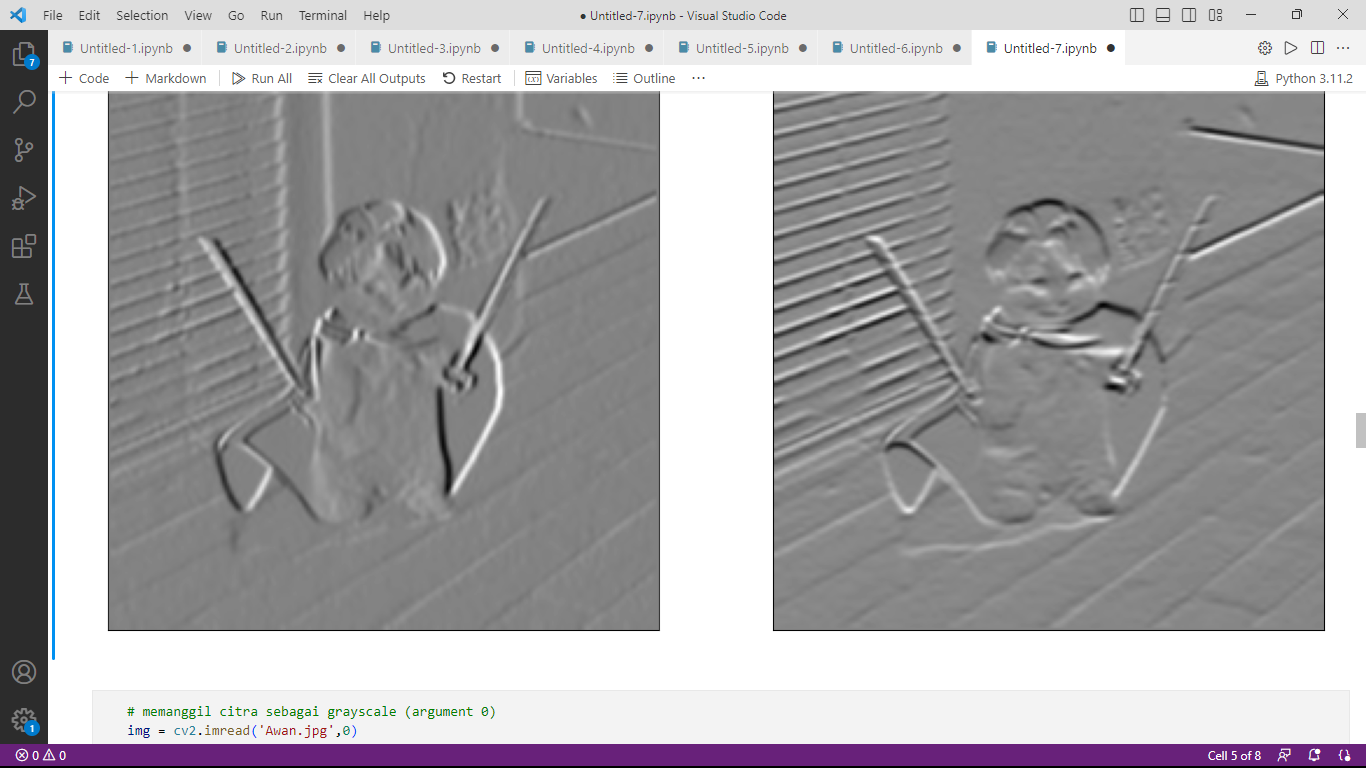 File Edit Selection View Go Run Terminal Help ● Untitled-7.ipynb - Visual Studio Code
Untitled-1.ipynb ● Untitled-2.ipynb ● Untitled-3.ipynb ● Untitled-4.ipynb ● Untitled-5.ipynb ● Untitled-6.ipynb ● Untitled-7.ipynb ●
7
+ Code + Markdown Run All Clear All Outputs Restart Variables Outline ··· Python 3.11.2
# memanggil citra sebagai grayscale (argument 0)
img = cv2.imread('Awan.jpg',0)
1
0 0 Cell 5 of 8